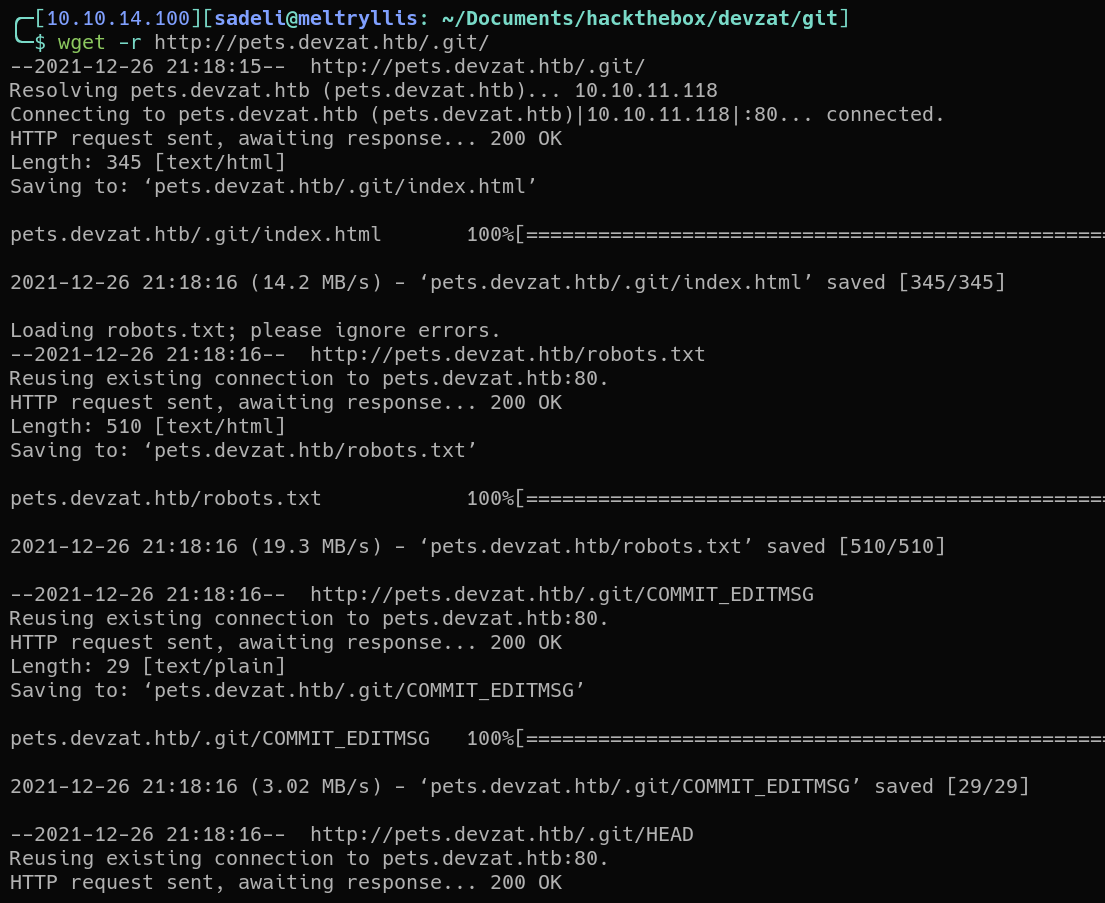 ┌─[10.10.14.100][sadeli@meltryllis: ~/Documents/hackthebox/devzat/git]
└─$ wget -r http://pets.devzat.htb/.git/
--2021-12-26 21:18:15--  http://pets.devzat.htb/.git/
Resolving pets.devzat.htb (pets.devzat.htb)... 10.10.11.118
Connecting to pets.devzat.htb (pets.devzat.htb)|10.10.11.118|:80... connected.
HTTP request sent, awaiting response... 200 OK
Length: 345 [text/html]
Saving to: ‘pets.devzat.htb/.git/index.html’
pets.devzat.htb/.git/index.html       100%[================================================
2021-12-26 21:18:16 (14.2 MB/s) - ‘pets.devzat.htb/.git/index.html’ saved [345/345]
Loading robots.txt; please ignore errors.
--2021-12-26 21:18:16--  http://pets.devzat.htb/robots.txt
Reusing existing connection to pets.devzat.htb:80.
HTTP request sent, awaiting response... 200 OK
Length: 510 [text/html]
Saving to: ‘pets.devzat.htb/robots.txt’
pets.devzat.htb/robots.txt            100%[================================================
2021-12-26 21:18:16 (19.3 MB/s) - ‘pets.devzat.htb/robots.txt’ saved [510/510]
--2021-12-26 21:18:16--  http://pets.devzat.htb/.git/COMMIT_EDITMSG
Reusing existing connection to pets.devzat.htb:80.
HTTP request sent, awaiting response... 200 OK
Length: 29 [text/plain]
Saving to: ‘pets.devzat.htb/.git/COMMIT_EDITMSG’
pets.devzat.htb/.git/COMMIT_EDITMSG   100%[================================================
2021-12-26 21:18:16 (3.02 MB/s) - ‘pets.devzat.htb/.git/COMMIT_EDITMSG’ saved [29/29]
--2021-12-26 21:18:16--  http://pets.devzat.htb/.git/HEAD
Reusing existing connection to pets.devzat.htb:80.
HTTP request sent, awaiting response... 200 OK